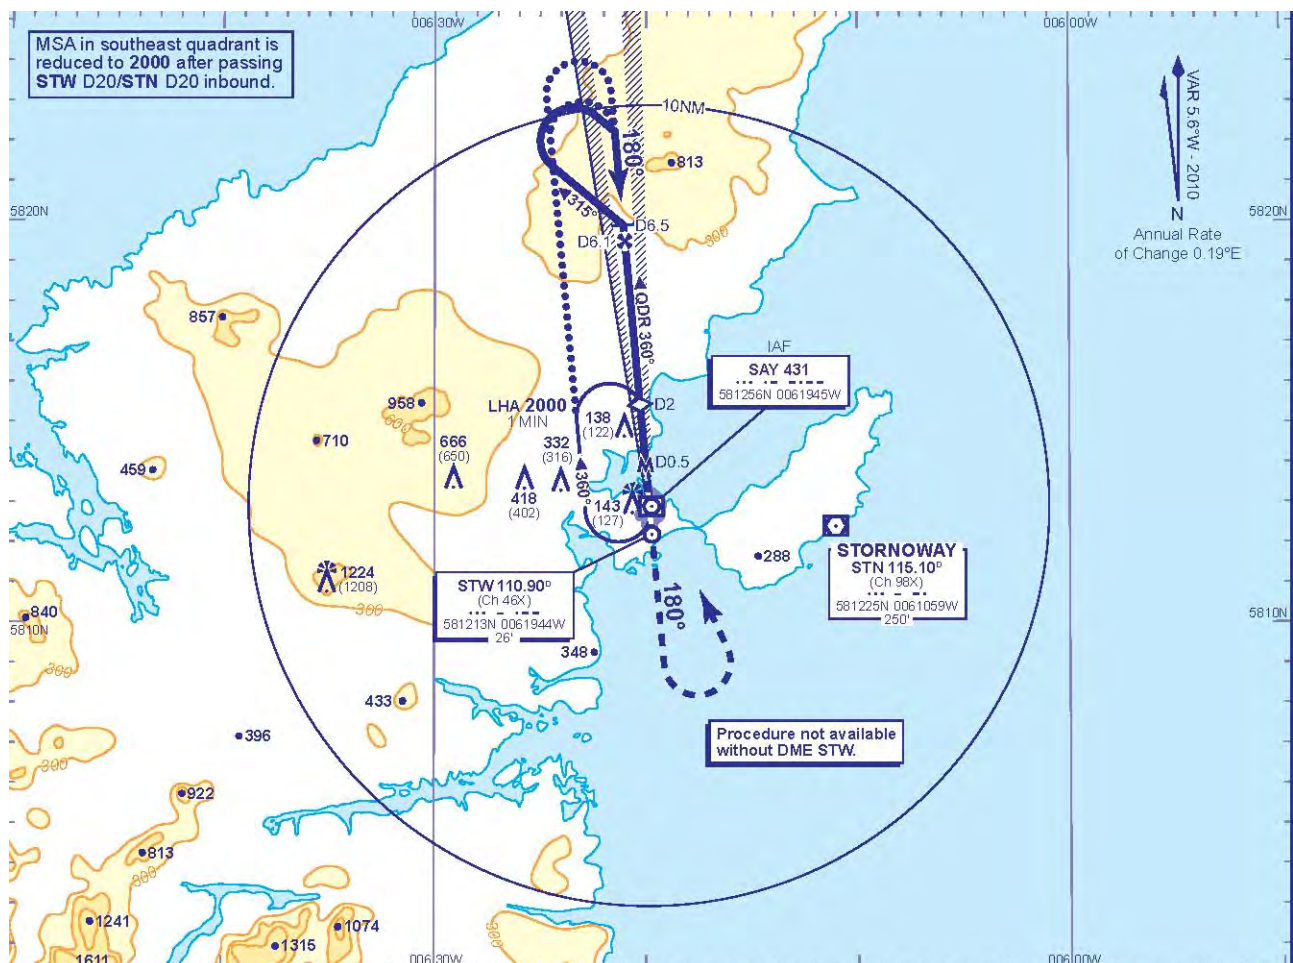 006:30W
006:00W
MSA in southeast quadrant is
reduced to 2000 after passing
STW D20/STN D20 inbound.
VAR 5.6°W - 2010
N
Annual Rate
of Change 0.19°E
10NM
180°
813
5820N
5820N
315°
D6.5
D6.1
300
857
QDR 360°
IAF
SAY 431
581256N 0061945W
958
LHA 2000
1 MIN
D2
138
(122)
710
666
(650)
332
(316)
459
360°
D0.5
418
(402)
143
(127)
STORNOWAY
STN 115.10D
(Ch 98X)
581225N 0061059W
250'
288
1224
(1208)
300
STW 110.90D
(Ch 46X)
581213N 0061944W
26'
180°
840
5810N
5810N
348
300
433
Procedure not available
without DME STW.
396
300
922
813
300
1241
1074
1315
300
1611
006:30W
006:00W